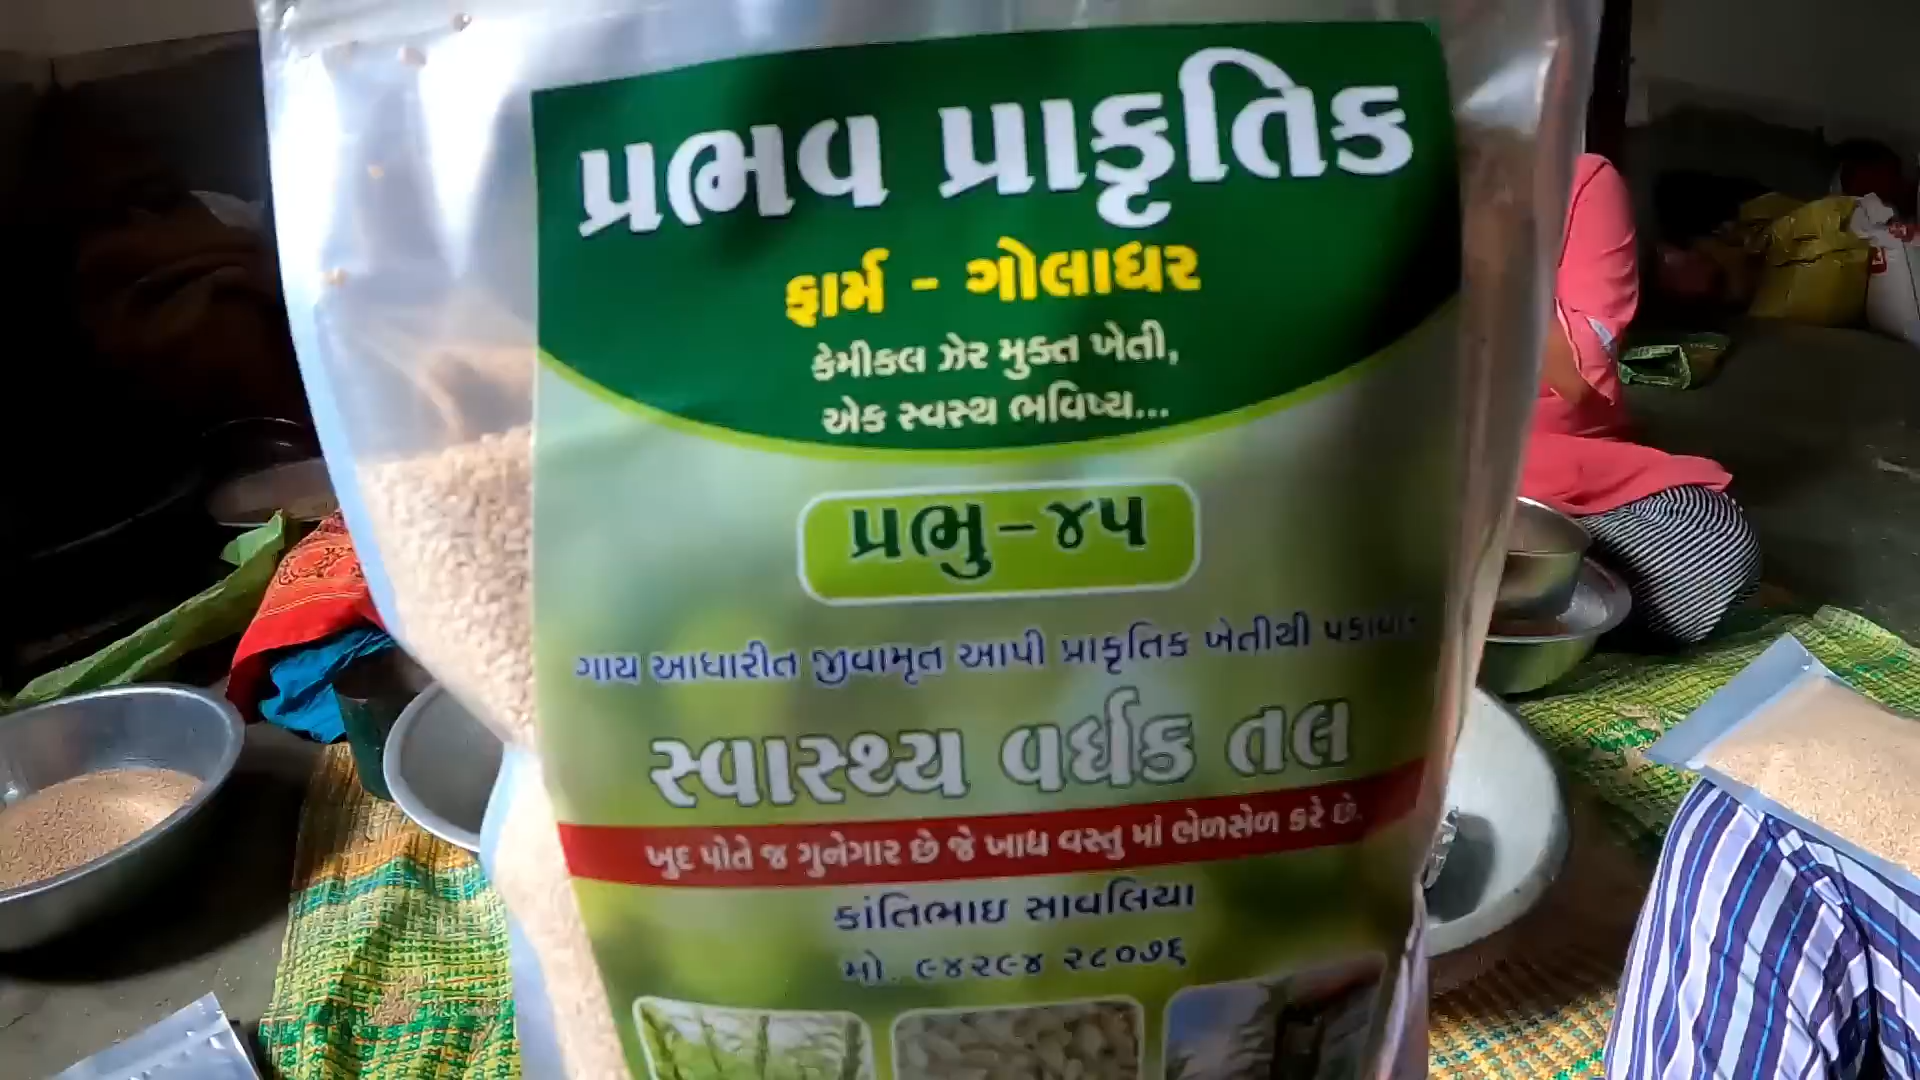 પ્રભવ પ્રાકૃતિક
ફાર્મ - ગોલાધર
કેમીકલ ઝેર મુક્ત ખેતી,
એક સ્વસ્થ ભવિષ્ય...
પ્રભુ-૪૫
ગાય આધારીત જીવામૃત આપી પ્રાકૃતિક ખેતીથી
સ્વાસ્થ્ય વર્ધક તલ
ખુદ પોતે જ ગુનેગાર છે જે ખાધ વસ્તુ માં ભેળસેળ કરે છે.
કાંતિભાઇ સાવલિયા
મો. ૯૪૨૯૪ ૨૮૦૭૬